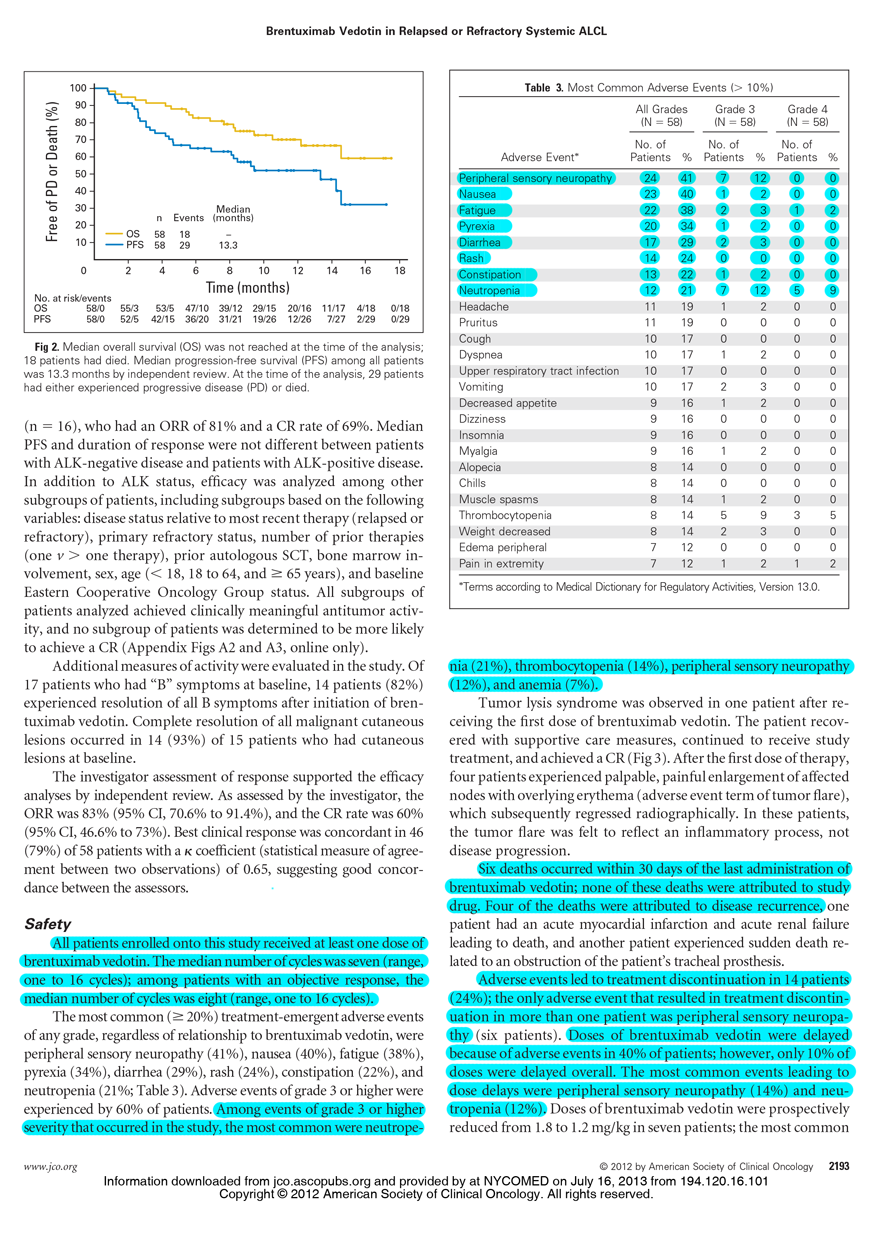 Brentuximab Vedotin in Relapsed or Refractory Systemic ALCL
Free of PD or Death (%)
100
90
80
70
60
50
40
30
20
10
n Events Median (months)
OS 58 18 –
PFS 58 29 13.3
0 2 4 6 8 10 12 14 16 18
Time (months)
No. at risk/events
OS 58/0 55/3 53/5 47/10 39/12 29/15 20/16 11/17 4/18 0/18
PFS 58/0 52/5 42/15 36/20 31/21 19/26 12/26 7/27 2/29 0/29
Fig 2. Median overall survival (OS) was not reached at the time of the analysis;
18 patients had died. Median progression-free survival (PFS) among all patients
was 13.3 months by independent review. At the time of the analysis, 29 patients
had either experienced progressive disease (PD) or died.
(n = 16), who had an ORR of 81% and a CR rate of 69%. Median
PFS and duration of response were not different between patients
with ALK-negative disease and patients with ALK-positive disease.
In addition to ALK status, efficacy was analyzed among other
subgroups of patients, including subgroups based on the following
variables: disease status relative to most recent therapy (relapsed or
refractory), primary refractory status, number of prior therapies
(one v > one therapy), prior autologous SCT, bone marrow in-
volvement, sex, age (< 18, 18 to 64, and ≥ 65 years), and baseline
Eastern Cooperative Oncology Group status. All subgroups of
patients analyzed achieved clinically meaningful antitumor activ-
ity, and no subgroup of patients was determined to be more likely
to achieve a CR (Appendix Figs A2 and A3, online only).
Additional measures of activity were evaluated in the study. Of
17 patients who had “B” symptoms at baseline, 14 patients (82%)
experienced resolution of all B symptoms after initiation of bren-
tuximab vedotin. Complete resolution of all malignant cutaneous
lesions occurred in 14 (93%) of 15 patients who had cutaneous
lesions at baseline.
The investigator assessment of response supported the efficacy
analyses by independent review. As assessed by the investigator, the
ORR was 83% (95% CI, 70.6% to 91.4%), and the CR rate was 60%
(95% CI, 46.6% to 73%). Best clinical response was concordant in 46
(79%) of 58 patients with a κ coefficient (statistical measure of agree-
ment between two observations) of 0.65, suggesting good concor-
dance between the assessors.
Safety
All patients enrolled onto this study received at least one dose of
brentuximab vedotin. The median number of cycles was seven (range,
one to 16 cycles); among patients with an objective response, the
median number of cycles was eight (range, one to 16 cycles).
The most common (≥ 20%) treatment-emergent adverse events
of any grade, regardless of relationship to brentuximab vedotin, were
peripheral sensory neuropathy (41%), nausea (40%), fatigue (38%),
pyrexia (34%), diarrhea (29%), rash (24%), constipation (22%), and
neutropenia (21%; Table 3). Adverse events of grade 3 or higher were
experienced by 60% of patients. Among events of grade 3 or higher
severity that occurred in the study, the most common were neutrope-
Table 3. Most Common Adverse Events (> 10%)
All Grades (N = 58) Grade 3 (N = 58) Grade 4 (N = 58)
Adverse Event* No. of Patients % No. of Patients % No. of Patients %
Peripheral sensory neuropathy 24 41 7 12 0 0
Nausea 23 40 1 2 0 0
Fatigue 22 38 2 3 1 2
Pyrexia 20 34 1 2 0 0
Diarrhea 17 29 2 3 0 0
Rash 14 24 0 0 0 0
Constipation 13 22 1 2 0 0
Neutropenia 12 21 7 12 5 9
Headache 11 19 1 2 0 0
Pruritus 11 19 0 0 0 0
Cough 10 17 0 0 0 0
Dyspnea 10 17 1 2 0 0
Upper respiratory tract infection 10 17 0 0 0 0
Vomiting 10 17 2 3 0 0
Decreased appetite 9 16 1 2 0 0
Dizziness 9 16 0 0 0 0
Insomnia 9 16 0 0 0 0
Myalgia 9 16 1 2 0 0
Alopecia 8 14 0 0 0 0
Chills 8 14 0 0 0 0
Muscle spasms 8 14 1 2 0 0
Thrombocytopenia 8 14 5 9 3 5
Weight decreased 8 14 2 3 0 0
Edema peripheral 7 12 0 0 0 0
Pain in extremity 7 12 1 2 1 2
*Terms according to Medical Dictionary for Regulatory Activities, Version 13.0.
nia (21%), thrombocytopenia (14%), peripheral sensory neuropathy
(12%), and anemia (7%).
Tumor lysis syndrome was observed in one patient after re-
ceiving the first dose of brentuximab vedotin. The patient recov-
ered with supportive care measures, continued to receive study
treatment, and achieved a CR (Fig 3). After the first dose of therapy,
four patients experienced palpable, painful enlargement of affected
nodes with overlying erythema (adverse event term of tumor flare),
which subsequently regressed radiographically. In these patients,
the tumor flare was felt to reflect an inflammatory process, not
disease progression.
Six deaths occurred within 30 days of the last administration of
brentuximab vedotin; none of these deaths were attributed to study
drug. Four of the deaths were attributed to disease recurrence, one
patient had an acute myocardial infarction and acute renal failure
leading to death, and another patient experienced sudden death re-
lated to an obstruction of the patient's tracheal prosthesis.
Adverse events led to treatment discontinuation in 14 patients
(24%); the only adverse event that resulted in treatment discontin-
uation in more than one patient was peripheral sensory neuropa-
thy (six patients). Doses of brentuximab vedotin were delayed
because of adverse events in 40% of patients; however, only 10% of
doses were delayed overall. The most common events leading to
dose delays were peripheral sensory neuropathy (14%) and neu-
tropenia (12%). Doses of brentuximab vedotin were prospectively
reduced from 1.8 to 1.2 mg/kg in seven patients; the most common
www.jco.org
© 2012 by American Society of Clinical Oncology 2193
Information downloaded from jco.ascopubs.org and provided by at NYCOMED on July 16, 2013 from 194.120.16.101
Copyright © 2012 American Society of Clinical Oncology. All rights reserved.